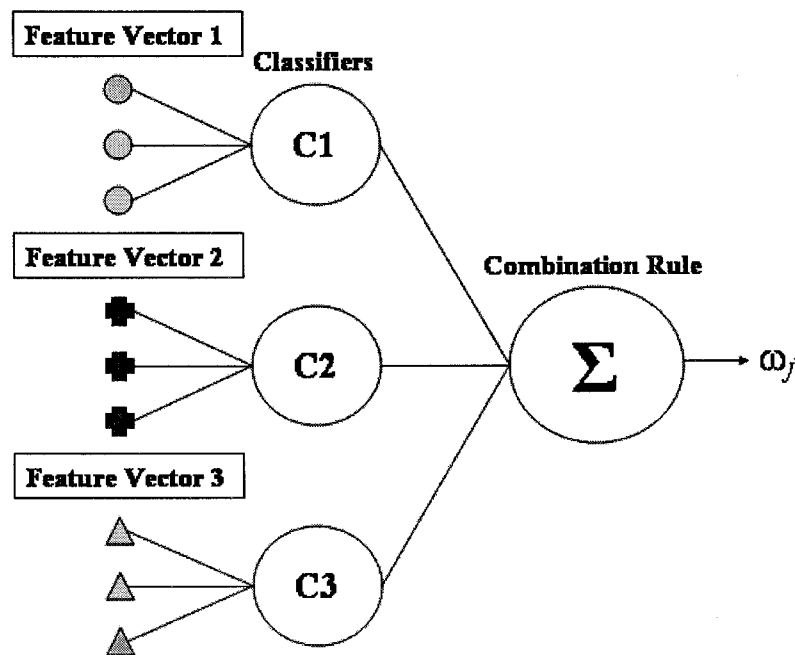 Feature Vector 1
Classifiers
C1
Feature Vector 2
Combination Rule
C2
Σ
ωj
Feature Vector 3
C3